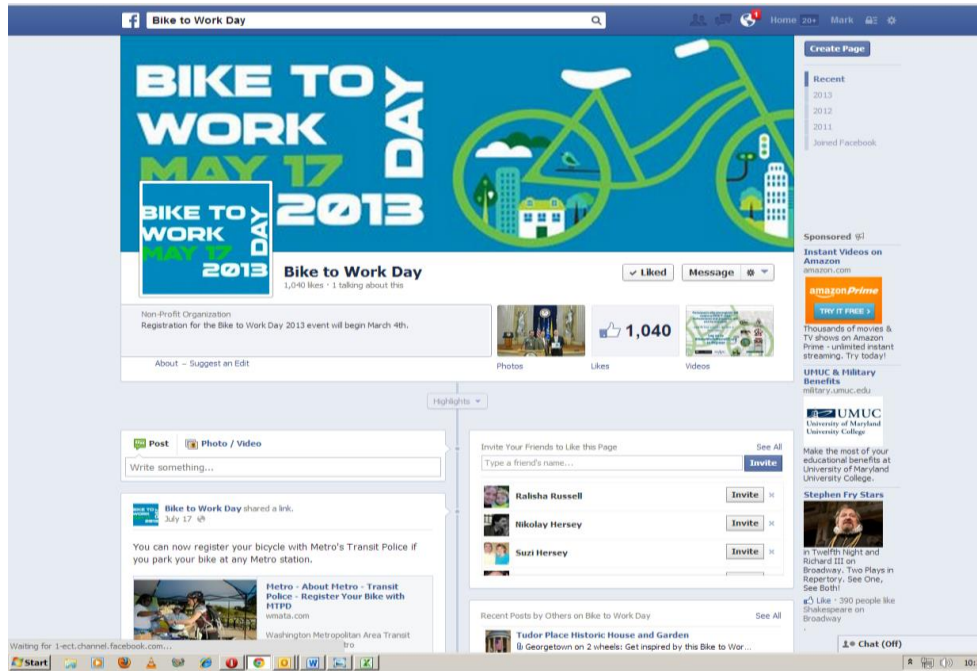 Bike to Work Day
1
Home 20+ Mark
BIKE TO
WORK
MAY 17
2013
DAY
BIKE TO
WORK
MAY 17
2013
DAY
Bike to Work Day
1,040 likes · 1 talking about this
✓ Liked
Message
Non-Profit Organization
Registration for the Bike to Work Day 2013 event will begin March 4th.
About – Suggest an Edit
Photos
1,040
Likes
Videos
Highlights
Post
Photo / Video
Write something...
Bike to Work Day shared a link.
July 17
You can now register your bicycle with Metro's Transit Police if
you park your bike at any Metro station.
Metro - About Metro - Transit
Police - Register Your Bike with
MTPD
wmata.com
Washington Metropolitan Area Transit
Invite Your Friends to Like this Page
See All
Type a friend's name...
Invite
Ralisha Russell
Invite ×
Nikolay Hersey
Invite ×
Suzi Hersey
Invite ×
Recent Posts by Others on Bike to Work Day
See All
Tudor Place Historic House and Garden
Georgetown on 2 wheels: Get inspired by this Bike to Wor...
Create Page
Recent
2013
2012
2011
Joined Facebook
Sponsored
Instant Videos on
Amazon
amazon.com
amazonPrime
TRY IT FREE >
Thousands of movies &
TV shows on Amazon
Prime - unlimited instant
streaming. Try today!
UMUC & Military
Benefits
military.umuc.edu
UMUC
University of Maryland
University College
Make the most of your
educational benefits at
University of Maryland
University College.
Stephen Fry Stars
in Twelfth Night and
Richard III on
Broadway. Two Plays in
Repertory. See One,
See Both!
Like · 390 people like
Shakespeare on
Broadway
Chat (Off)
Waiting for 1-ect.channel.facebook.com...
Start